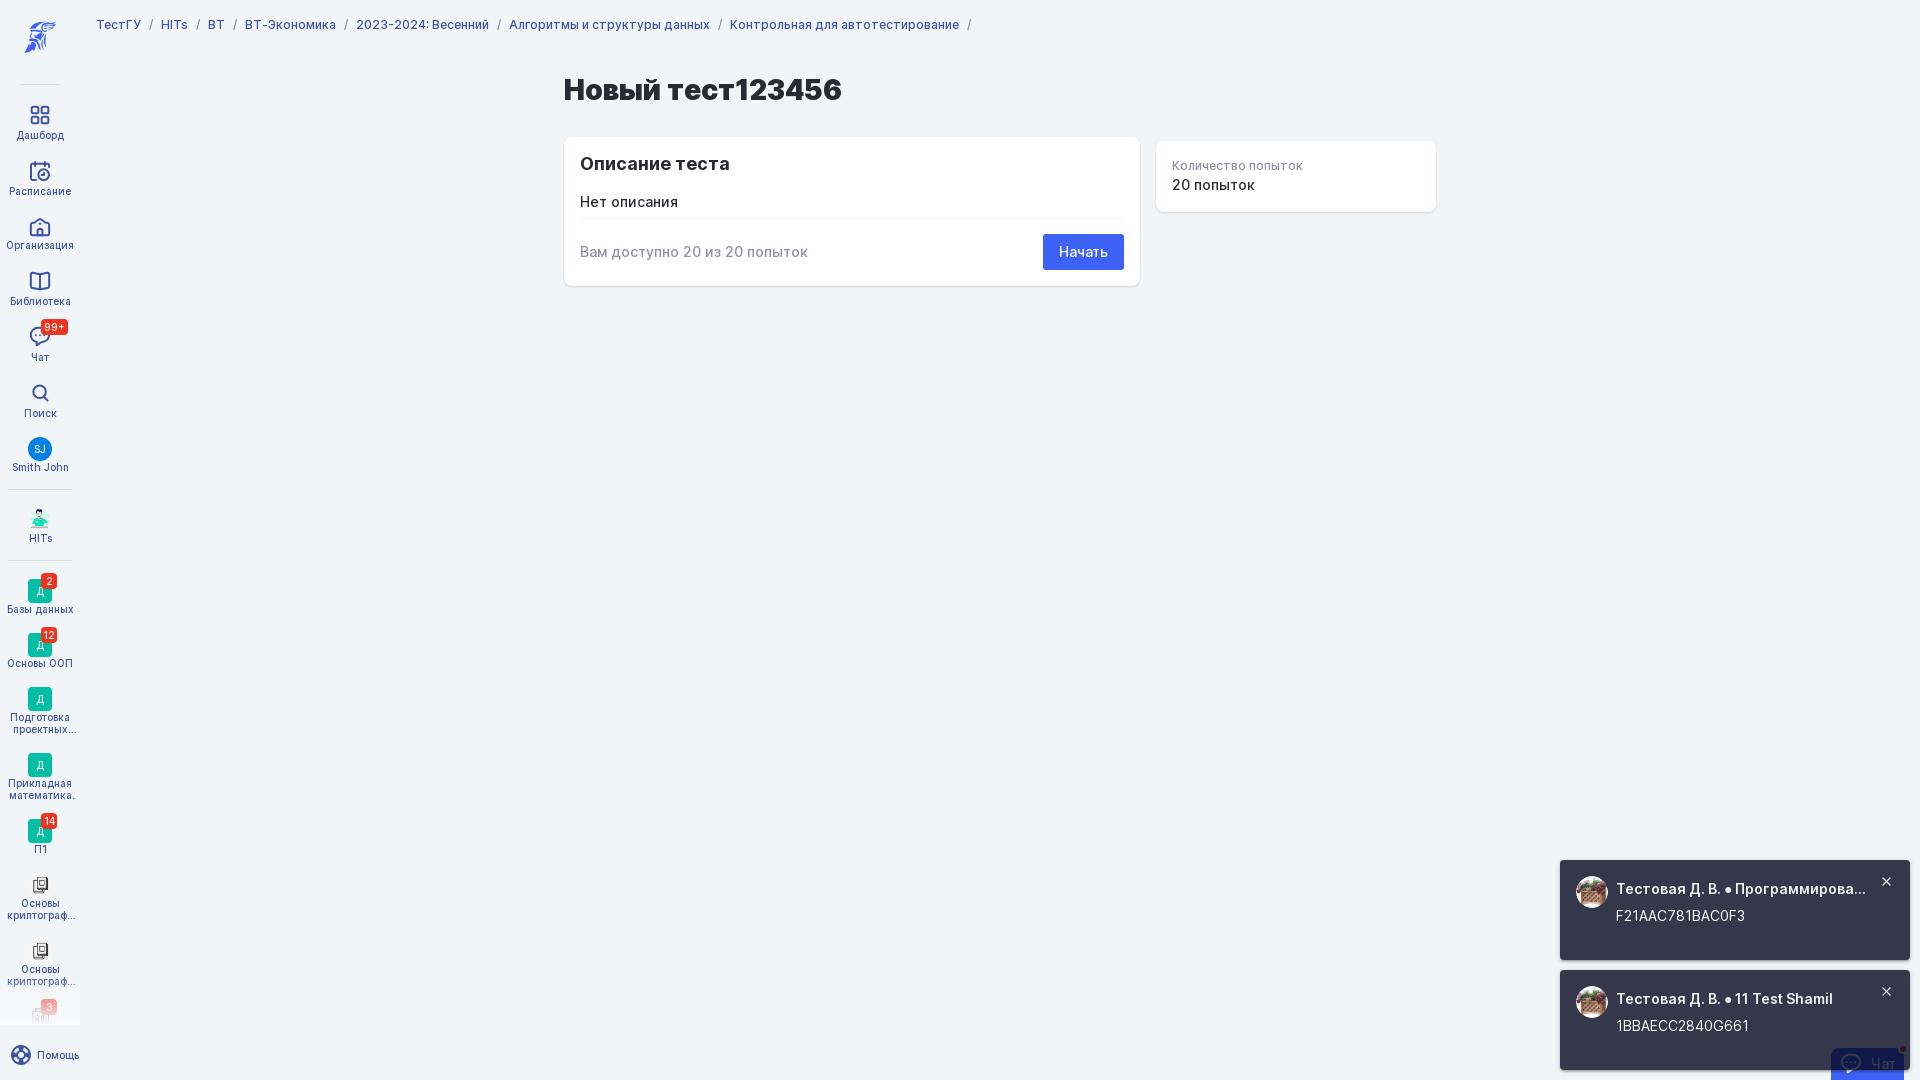 ТестГУ / HITs / ВТ / ВТ-Экономика / 2023-2024: Весенний / Алгоритмы и структуры данных / Контрольная для автотестирование /
Новый тест123456
Описание теста
Нет описания
Вам доступно 20 из 20 попыток
Начать
Количество попыток
20 попыток
Дашборд
Расписание
Организация
Библиотека
99+
Чат
Поиск
SJ
Smith John
HITs
Д
2
Базы данных
Д
12
Основы ООП
Д
Подготовка
проектных...
Д
Прикладная
математика.
Д
14
П1
Основы
криптограф...
Основы
криптограф...
3
Помощь
Тестовая Д. В. ● Программирова...
F21AAC781BAC0F3
Тестовая Д. В. ● 11 Test Shamil
1BBAECC2840G661
Чат